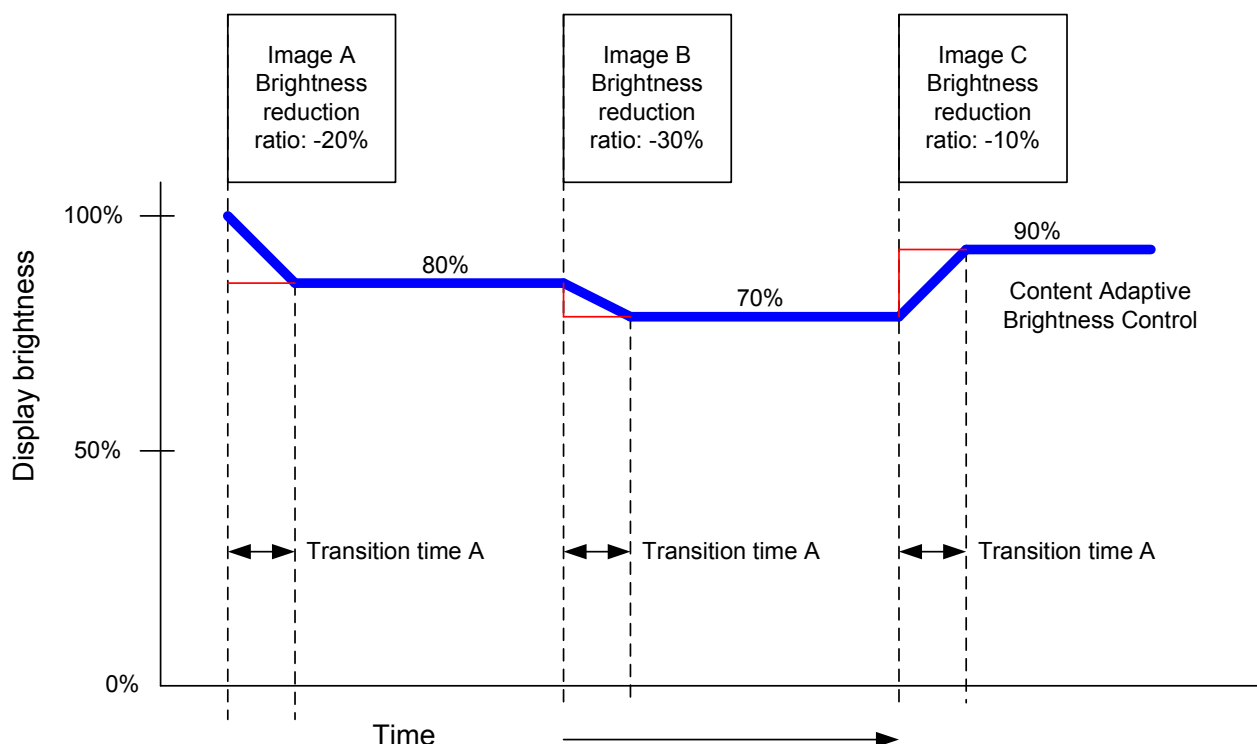 Image A
Brightness
reduction
ratio: -20%
Image B
Brightness
reduction
ratio: -30%
Image C
Brightness
reduction
ratio: -10%
100%
80%
70%
90%
Content Adaptive
Brightness Control
Display brightness
50%
Transition time A
Transition time A
Transition time A
0%
Time